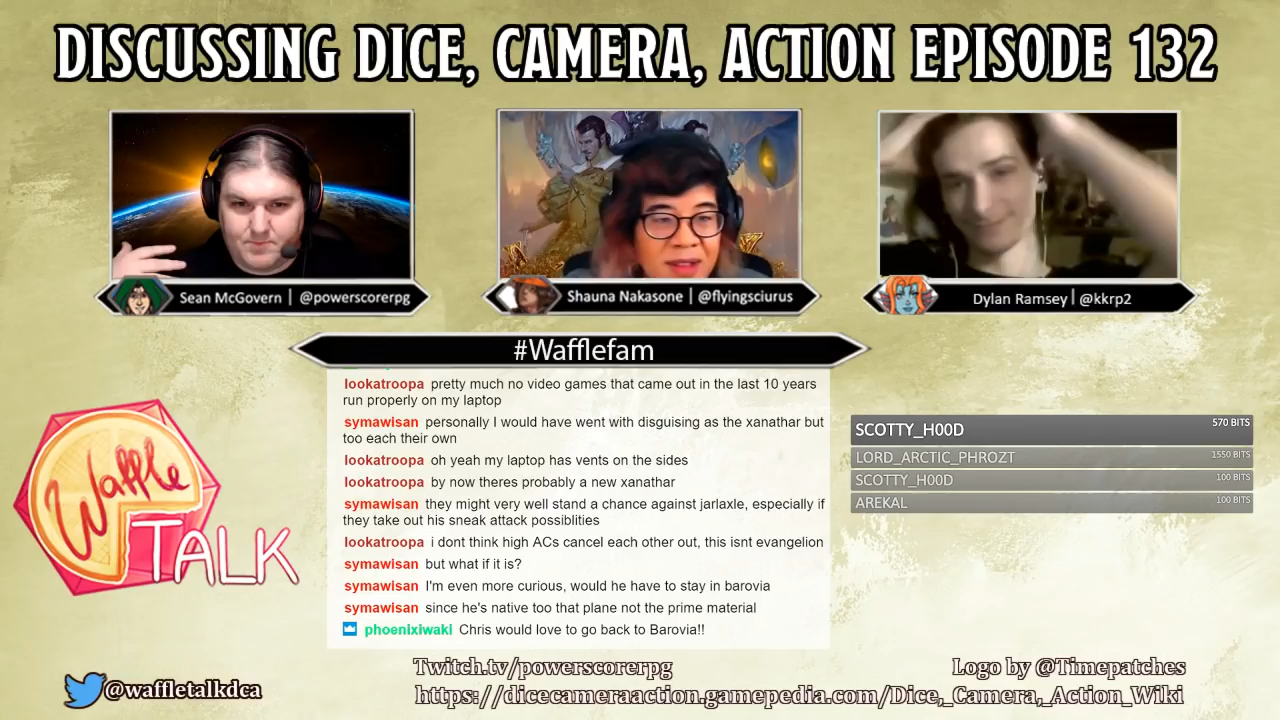 DISCUSSING DICE, CAMERA, ACTION EPISODE 132
Sean McGovern | @powerscorerpg
Shauna Nakasone | @flyingsciurus
Dylan Ramsey | @kkrp2
#Wafflefam
lookatroopa pretty much no video games that came out in the last 10 years
run properly on my laptop
symawisan personally I would have went with disguising as the xanathar but
too each their own
lookatroopa oh yeah my laptop has vents on the sides
lookatroopa by now theres probably a new xanathar
symawisan they might very well stand a chance against jarlaxle, especially if
they take out his sneak attack possiblities
lookatroopa i dont think high ACs cancel each other out, this isnt evangelion
symawisan but what if it is?
symawisan I'm even more curious, would he have to stay in barovia
symawisan since he's native too that plane not the prime material
phoenixiwaki Chris would love to go back to Barovia!!
Waffle
TALK
SCOTTY_H00D 570 BITS
LORD_ARCTIC_PHROZT 1550 BITS
SCOTTY_H00D 100 BITS
AREKAL 100 BITS
@waffletalkdca
Twitch.tv/powerscorerpg
Logo by @Timepatches
https://dicecameraaction.gamepedia.com/Dice,_Camera,_Action_Wiki